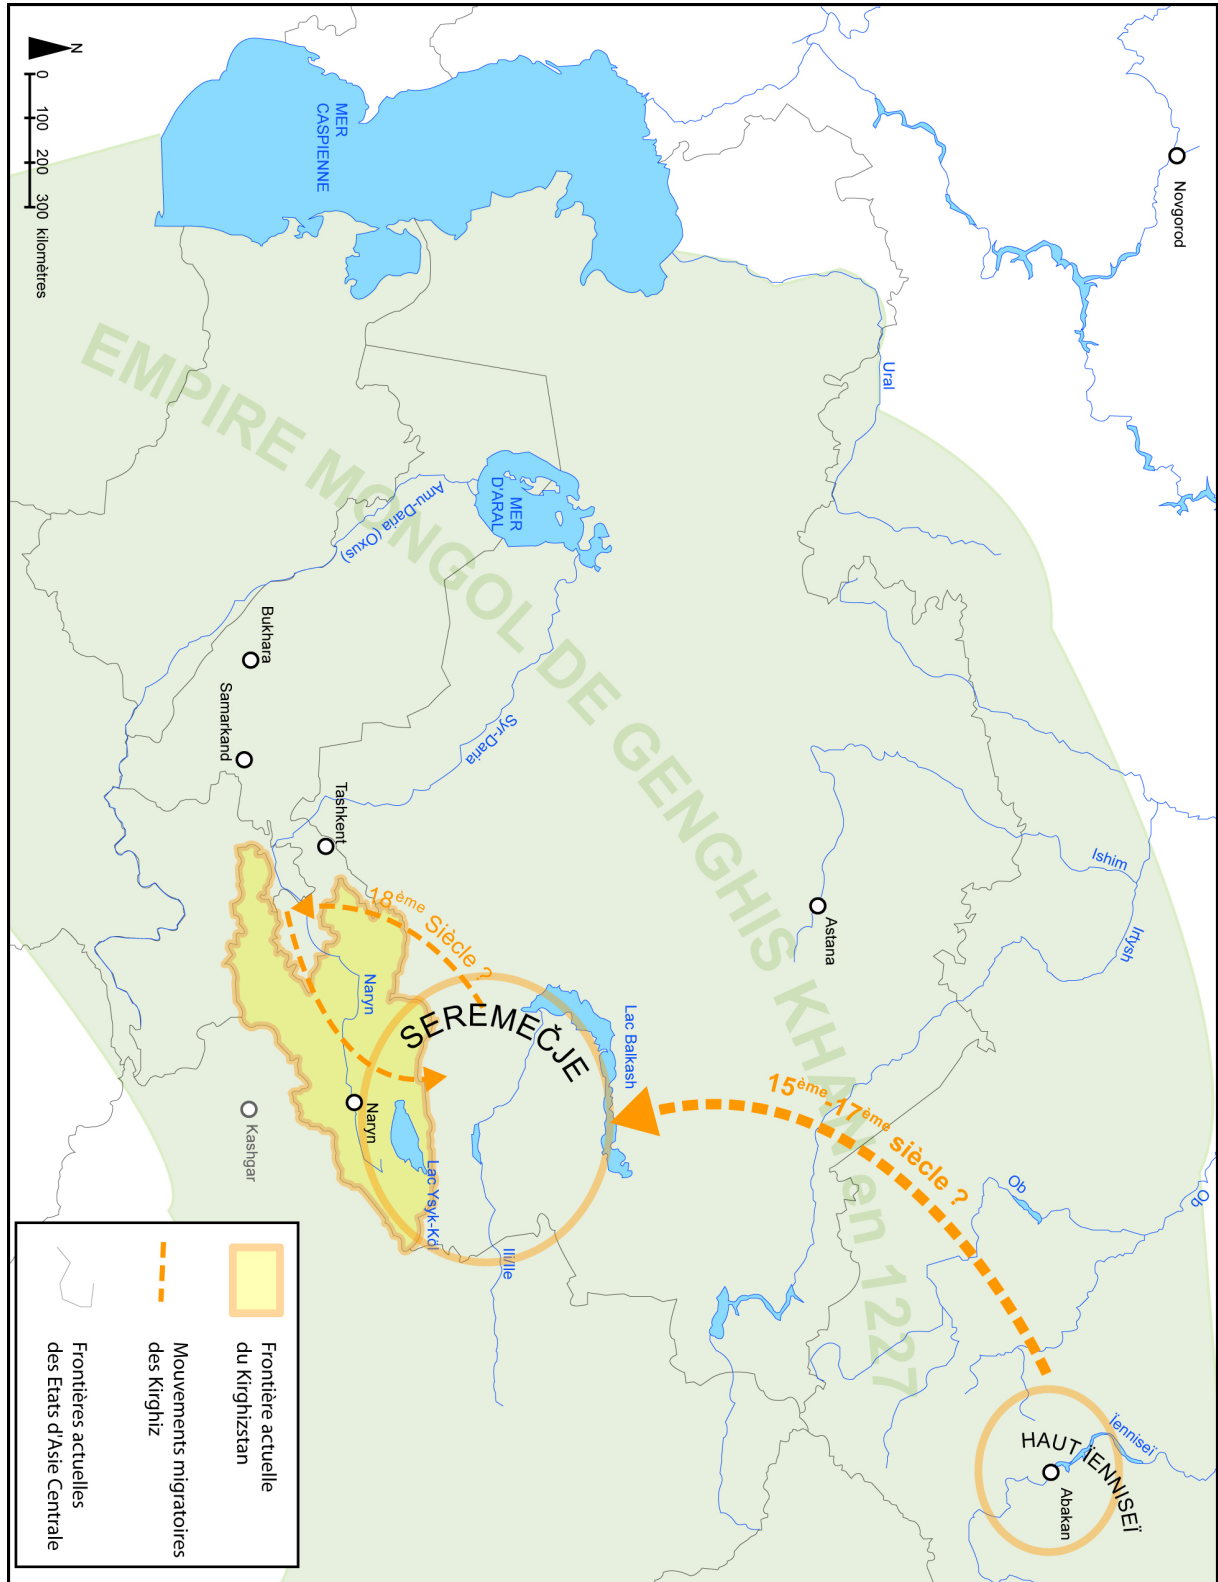 Novgorod
MER
CASPIENNE
Ural
EMPIRE MONGOL DE GENGHIS KHAN en 1227
MER
D'ARAL
Amu-Daria (Oxus)
Syr-Daria
Bukhara
Samarkand
Tashkent
Ishim
Irtysh
Astana
18ème Siècle ?
Naryn
SEREMEČJE
Lac Balkash
15ème-17ème siècle ?
Naryn
Lac Ysyk-Köl
Kashgar
Ili/Ile
Ob
Ob
Ïenniseï
HAUT ÏENNISEÏ
Abakan
N
0 100 200 300 kilomètres
Frontière actuelle
du Kirghizstan
Mouvements migratoires
des Kirghiz
Frontières actuelles
des Etats d'Asie Centrale